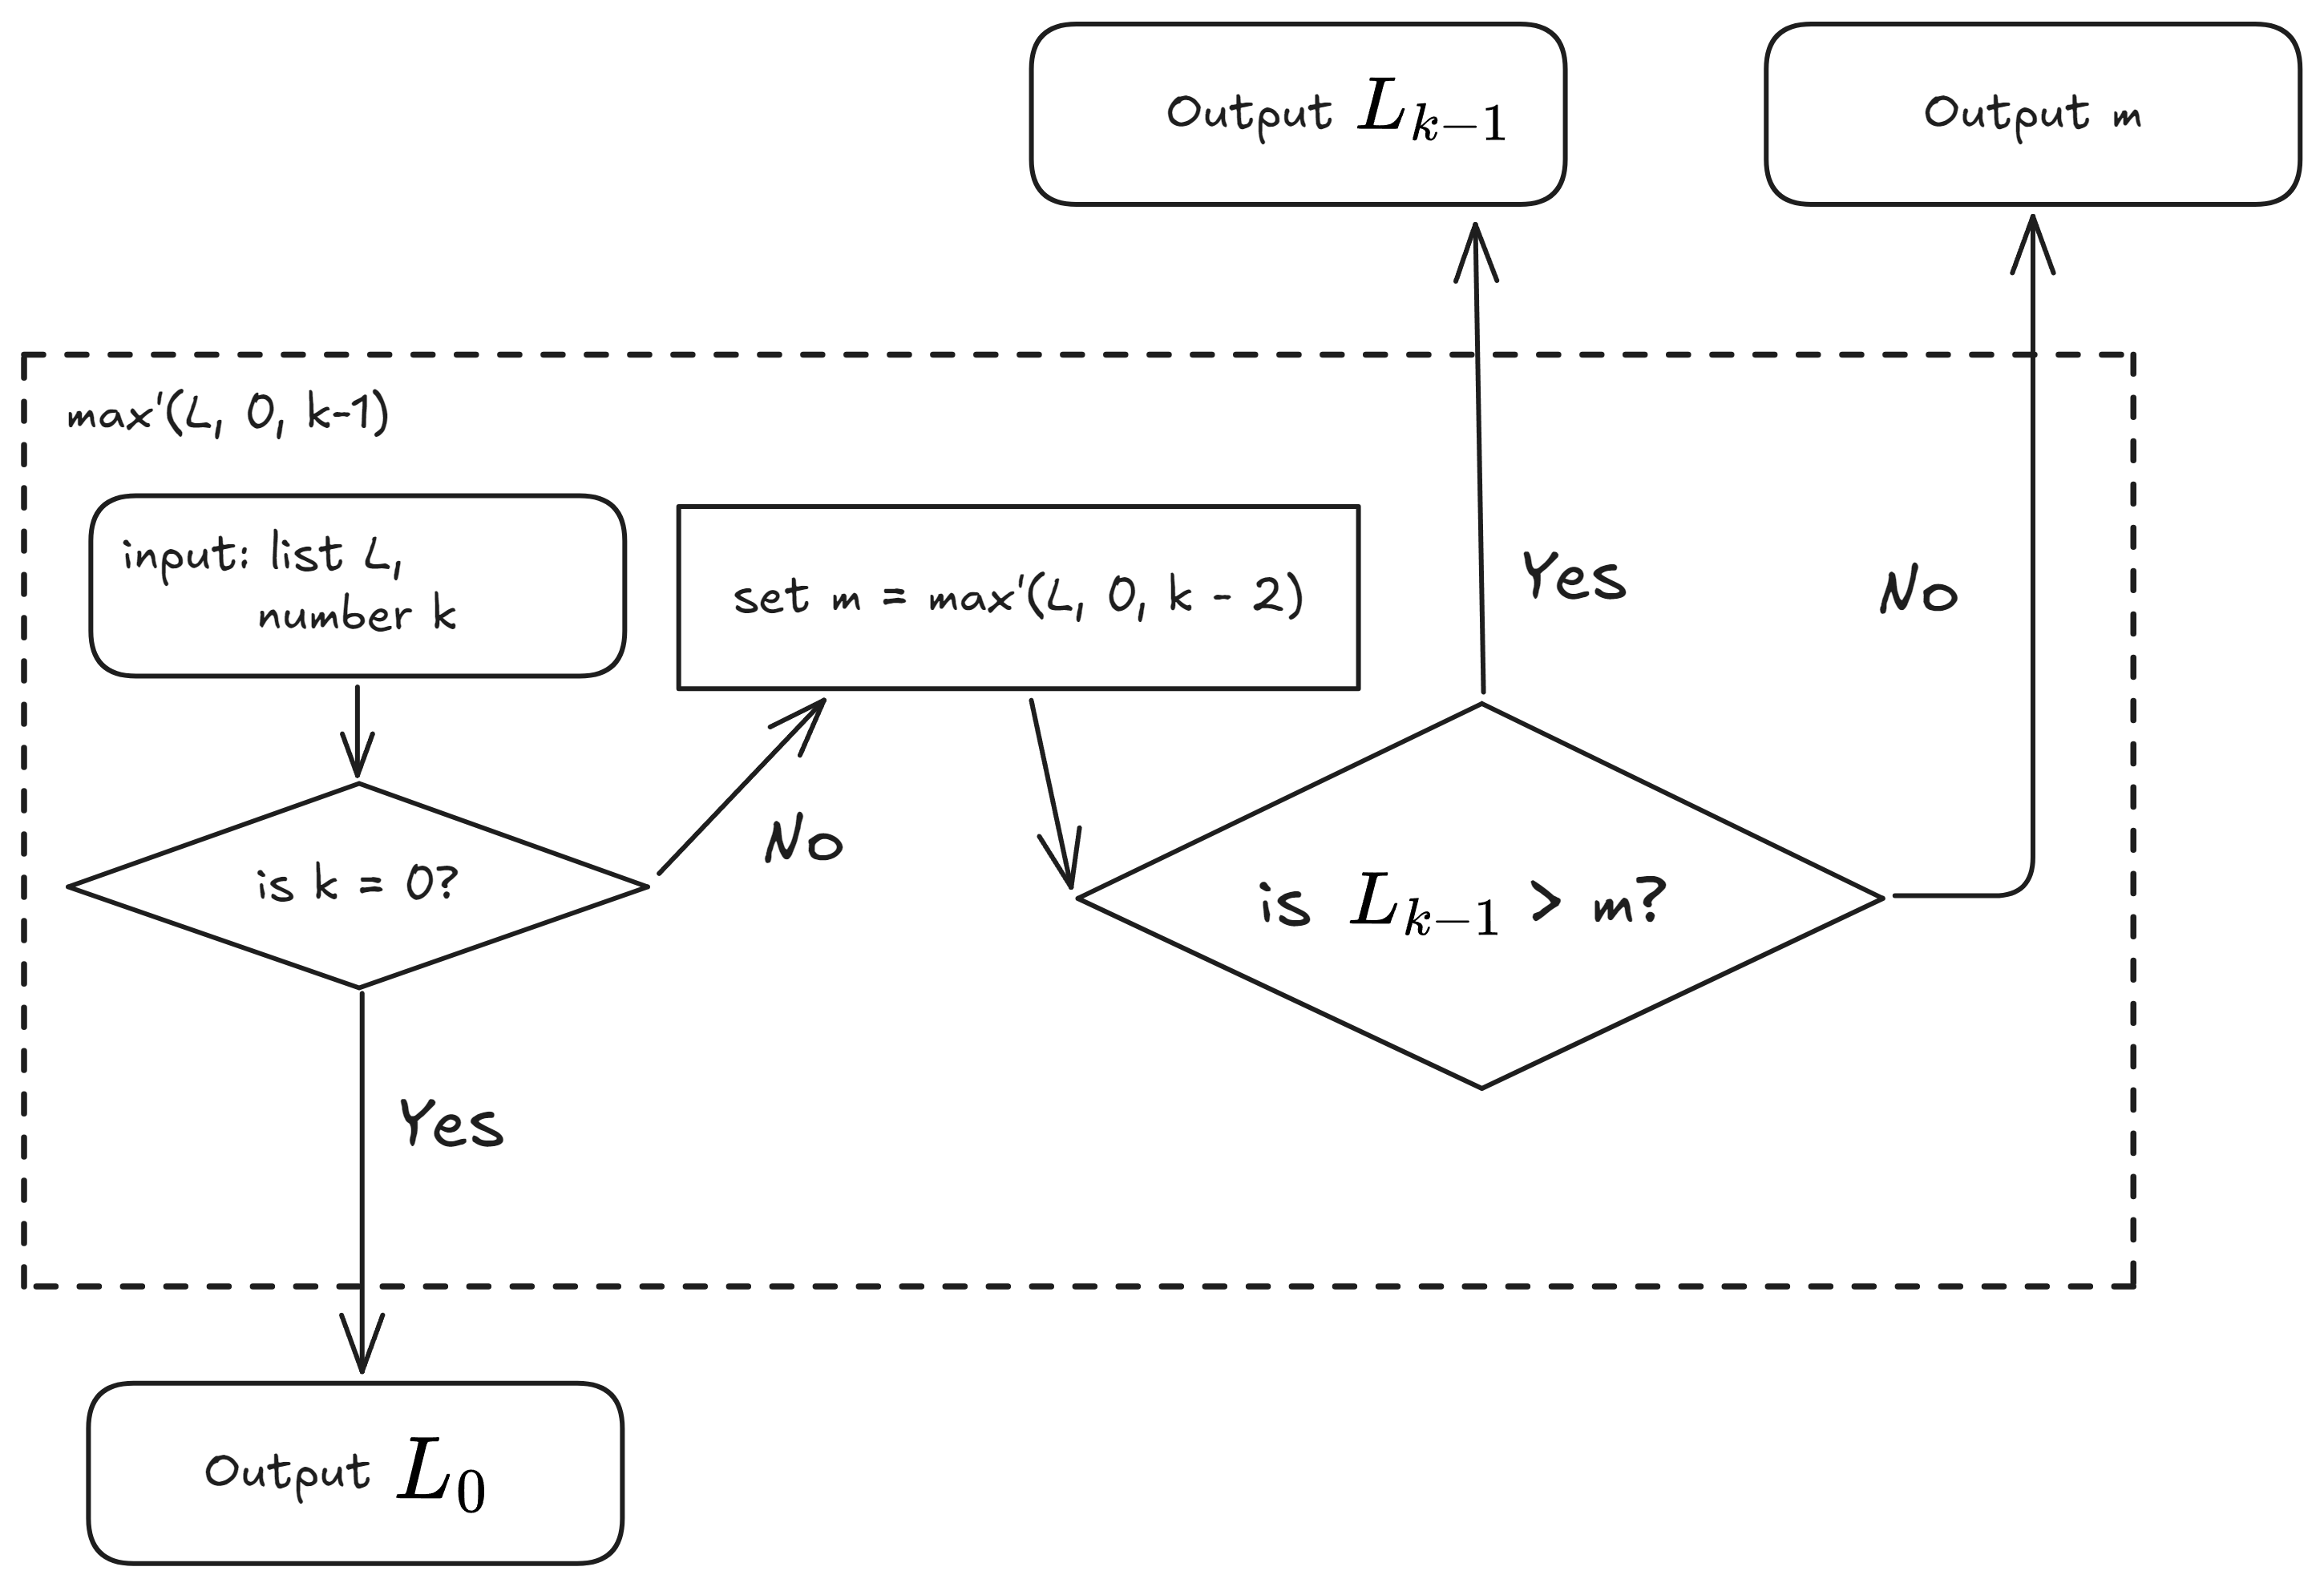 Output L_{k-1}
Output m
max'(L, 0, k-1)
input: list L,
number k
set m = max'(L, 0, k - 2)
Yes
No
is k = 0?
No
is L_{k-1} > m?
Yes
Output L_0